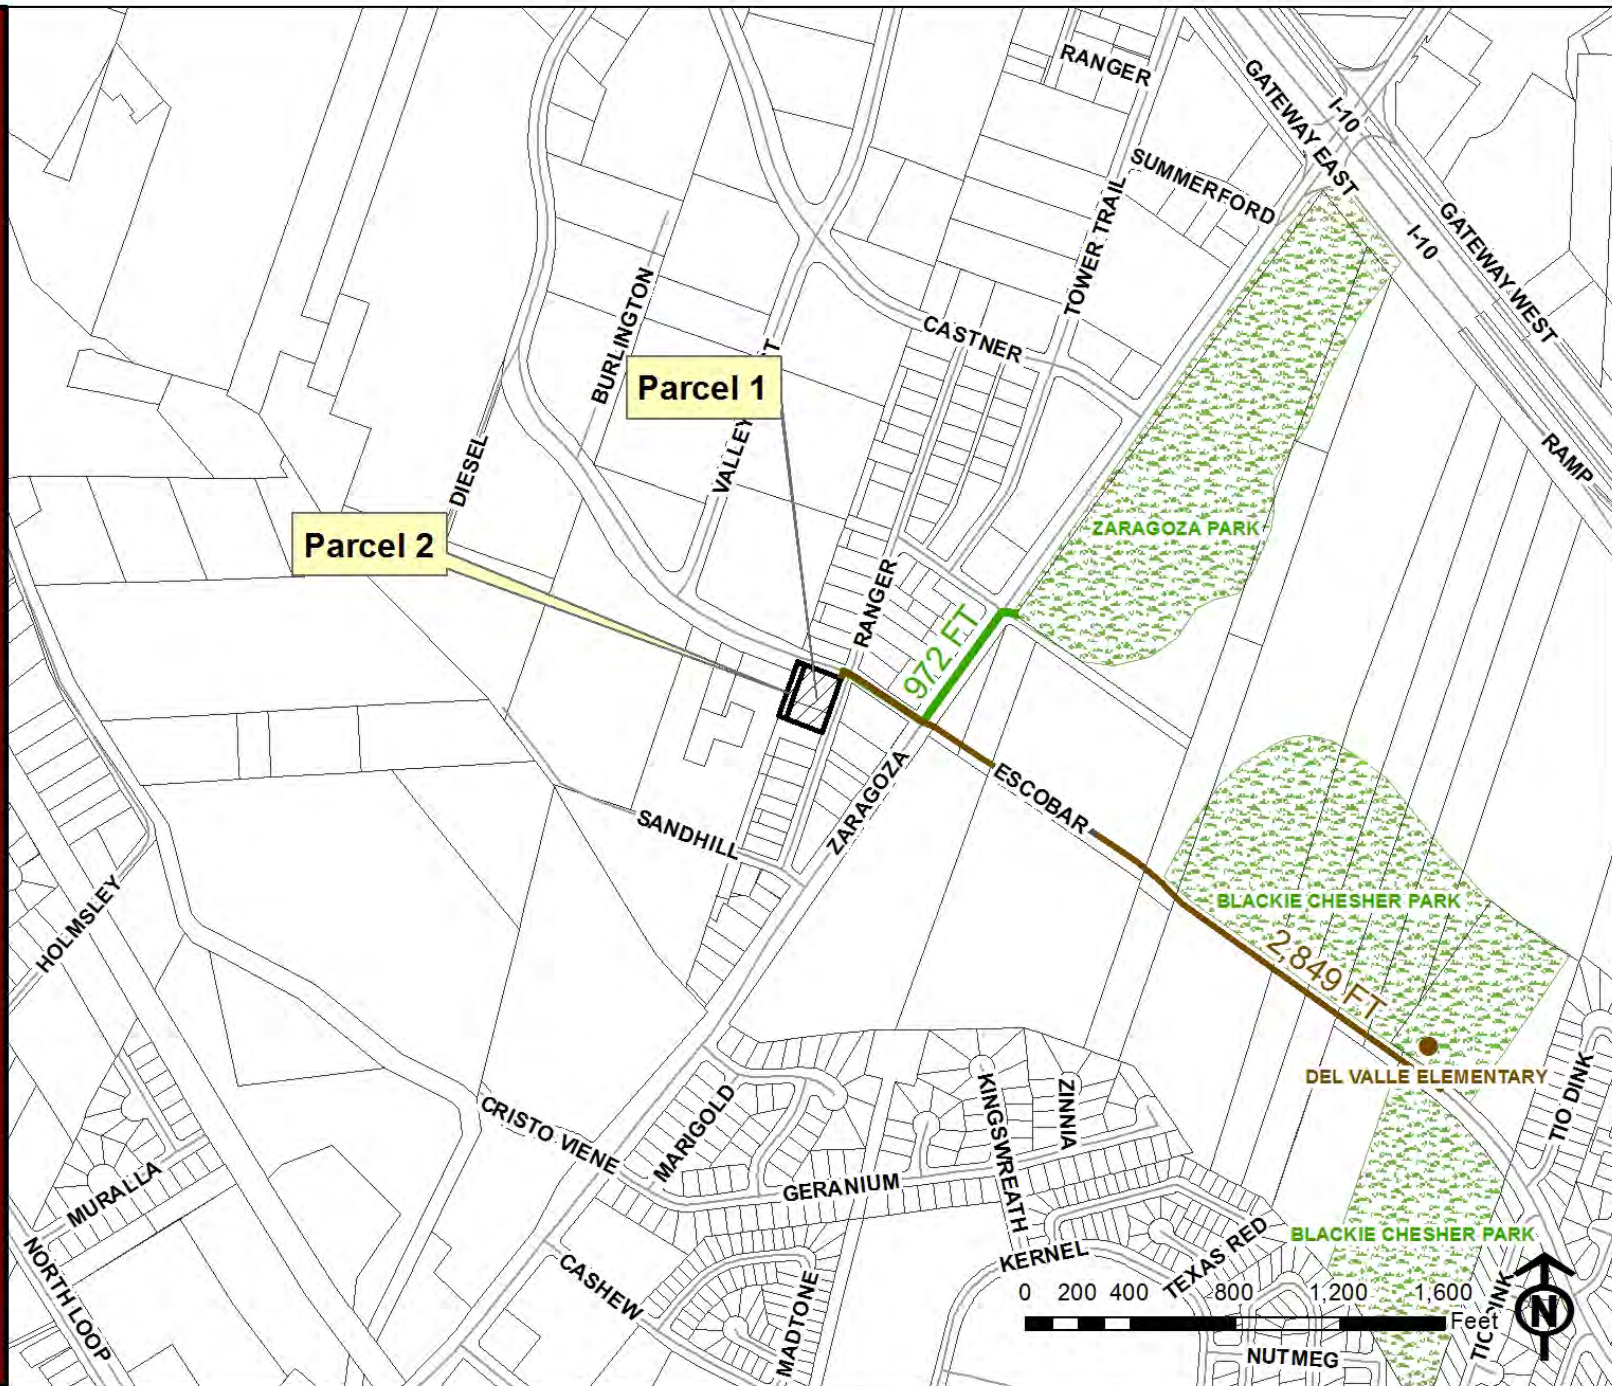 RANGER
GATEWAY EAST
I-10
SUMMERFORD
TOWER TRAIL
I-10
GATEWAY WEST
BURLINGTON
CASTNER
Parcel 1
VALLEY
DIESEL
RAMP
ZARAGOZA PARK
Parcel 2
RANGER
972 FT
ZARAGOZA
ESCOBAR
SANDHILL
HOLMSLEY
BLACKIE CHESHER PARK
2,849 FT
DEL VALLE ELEMENTARY
TIO DINK
CRISTO VIENE
MARIGOLD
KINGSWREATH
ZINNIA
GERANIUM
MURALLA
NORTH LOOP
CASHEW
MADTONE
KERNEL
TEXAS RED
BLACKIE CHESHER PARK
0 200 400 800 1,200 1,600
Feet
N
NUTMEG